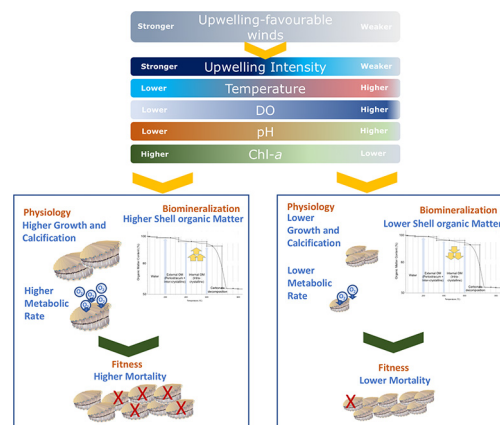 Upwelling-favourable
winds
Stronger
Weaker
Stronger
Upwelling Intensity
Weaker
Lower
Temperature
Higher
Lower
DO
Higher
Lower
pH
Higher
Higher
Chl-a
Lower
Physiology
Higher Growth and
Calcification
Biomineralization
Higher Shell organic Matter
Higher
Metabolic
Rate
Fitness
Higher Mortality
Physiology
Lower
Growth and
Calcification
Biomineralization
Lower Shell organic Matter
Lower
Metabolic
Rate
Fitness
Lower Mortality